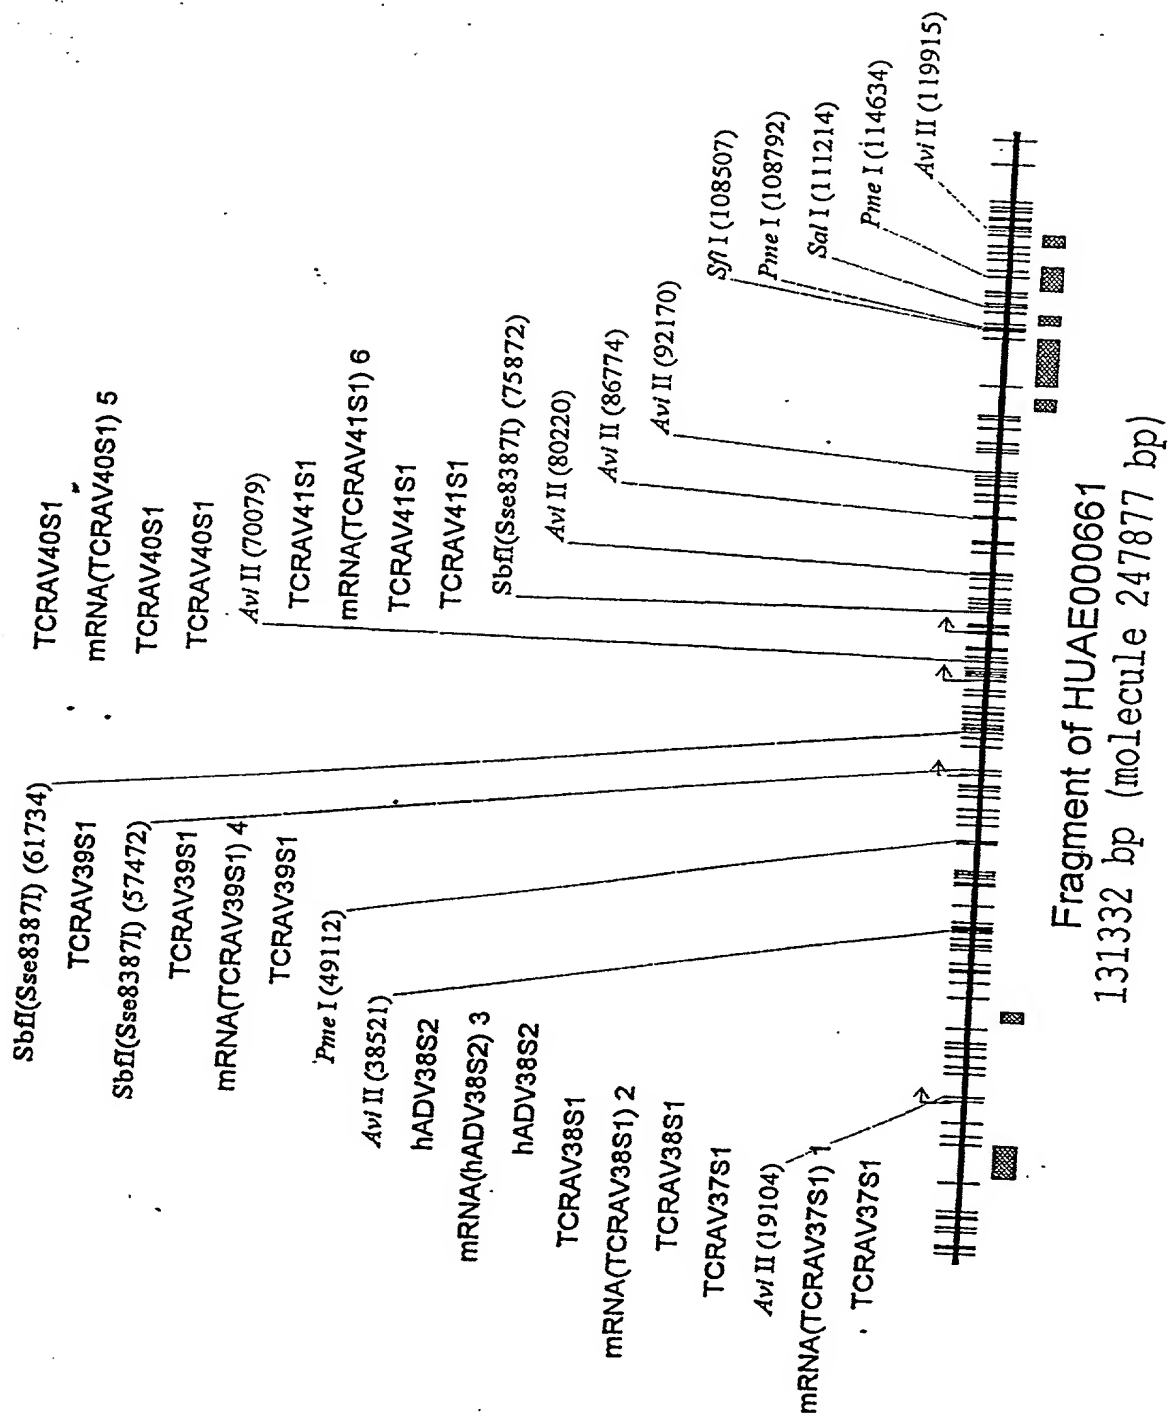 SbfI(Sse8387I) (61734)
TCRAV39S1
SbfI(Sse8387I) (57472)
TCRAV39S1
mRNA(TCRAV39S1) 4
TCRAV39S1
Pme I (49112)
Avi II (38521)
hADV38S2
mRNA(hADV38S2) 3
hADV38S2
TCRAV38S1
mRNA(TCRAV38S1) 2
TCRAV38S1
TCRAV37S1
Avi II (19104)
mRNA(TCRAV37S1) 1
TCRAV37S1
TCRAV40S1
mRNA(TCRAV40S1) 5
TCRAV40S1
TCRAV40S1
Avi II (70079)
TCRAV41S1
mRNA(TCRAV41S1) 6
TCRAV41S1
TCRAV41S1
SbfI(Sse8387I) (75872)
Avi II (80220)
Avi II (86774)
Avi II (92170)
Sfi I (108507)
Pme I (108792)
Sal I (111214)
Pme I (114634)
Avi II (119915)
Fragment of HUAE000661
131332 bp (molecule 247877 bp)